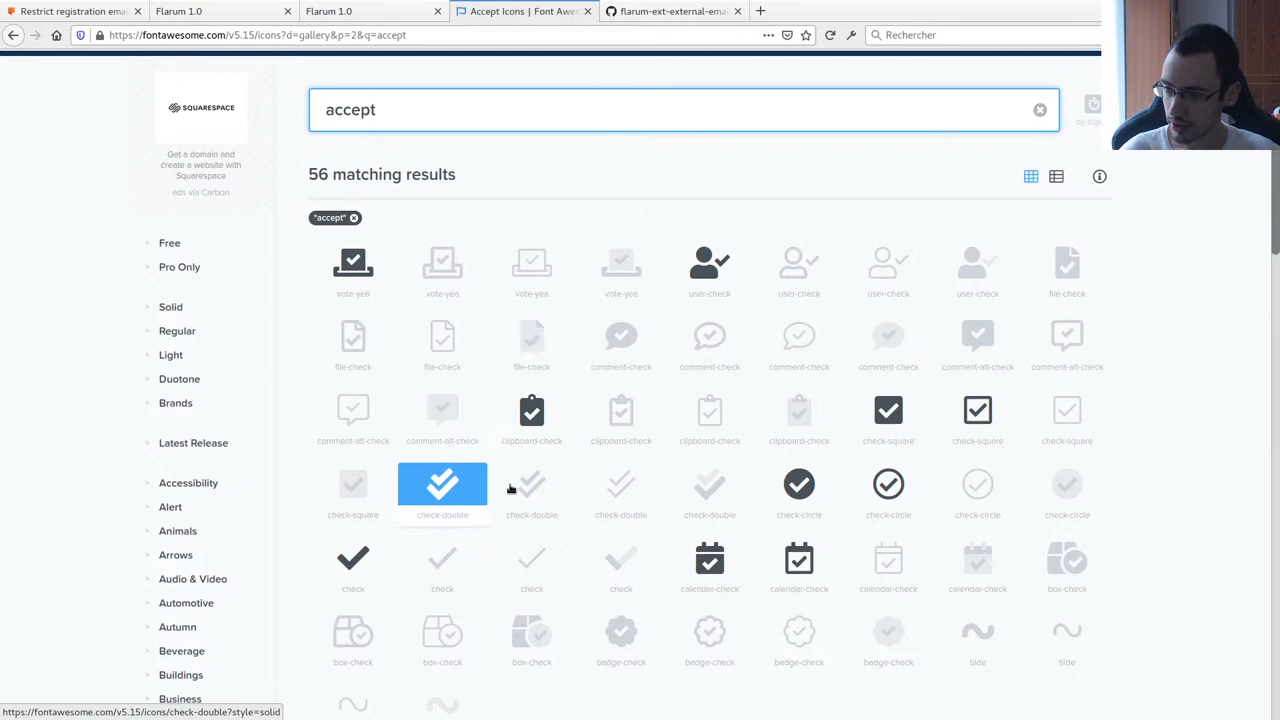 Restrict registration emai
Flarum 1.0
Flarum 1.0
Accept Icons | Font Awes
flarum-ext-external-emai
https://fontawesome.com/v5.15/icons?d=gallery&p=2&q=accept
Rechercher
accept
SQUARESPACE
Get a domain and
create a website with
Squarespace
ads via Carbon
56 matching results
"accept"
Free
Pro Only
Solid
Regular
Light
Duotone
Brands
Latest Release
Accessibility
Alert
Animals
Arrows
Audio & Video
Automotive
Autumn
Beverage
Buildings
Business
vote-yea vote-yea vote-yea vote-yea user-check user-check user-check user-check file-check
file-check file-check file-check comment-check comment-check comment-check comment-check comment-alt-check comment-alt-check
comment-alt-check comment-alt-check clipboard-check clipboard-check clipboard-check clipboard-check check-square check-square check-square
check-square check-double check-double check-double check-double check-circle check-circle check-circle check-circle
check check check check calendar-check calendar-check calendar-check calendar-check box-check
box-check box-check box-check badge-check badge-check badge-check badge-check tilde tilde
https://fontawesome.com/v5.15/icons/check-double?style=solid